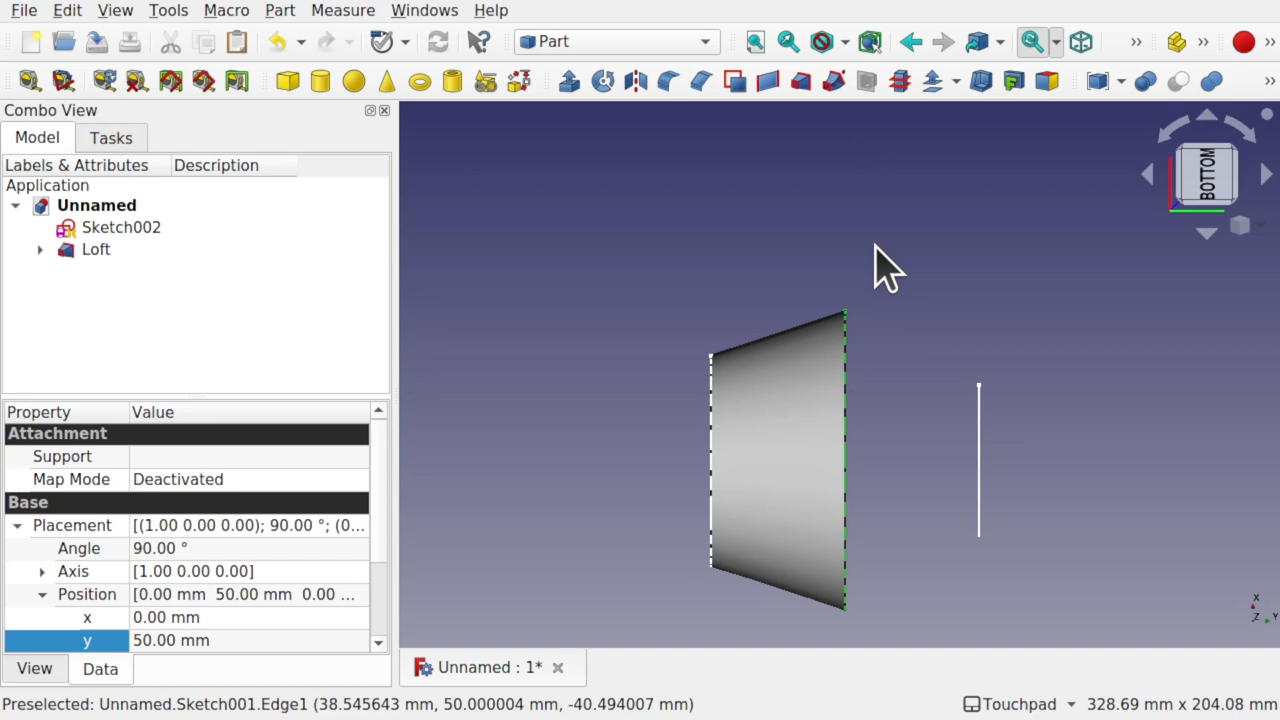 File Edit View Tools Macro Part Measure Windows Help
Part
Combo View
Model Tasks
Labels & Attributes Description
Application
Unnamed
Sketch002
Loft
Property Value
Attachment
Support
Map Mode Deactivated
Base
Placement [(1.00 0.00 0.00); 90.00 °; (0...
Angle 90.00 °
Axis [1.00 0.00 0.00]
Position [0.00 mm 50.00 mm 0.00 ...
x 0.00 mm
y 50.00 mm
View Data
BOTTOM
X
Z Y
Unnamed : 1*
Preselected: Unnamed.Sketch001.Edge1 (38.545643 mm, 50.000004 mm, -40.494007 mm) Touchpad 328.69 mm x 204.08 mm